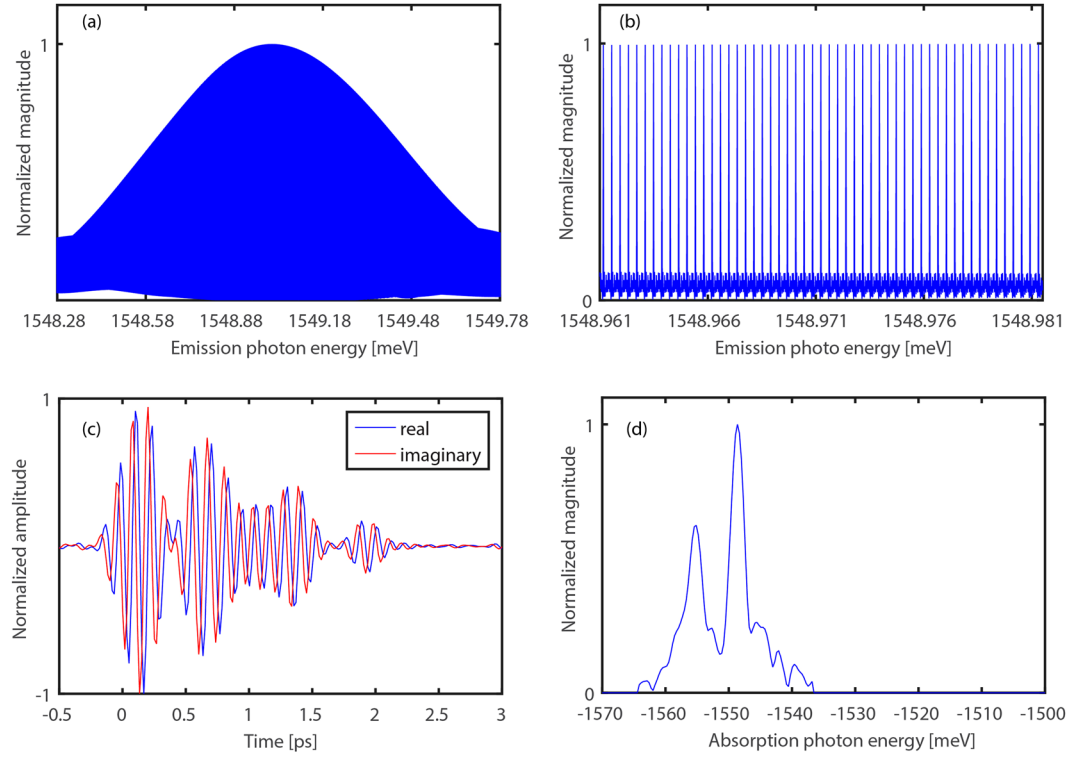 (a)
Normalized magnitude
1
1548.28 1548.58 1548.88 1549.18 1549.48 1549.78
Emission photon energy [meV]
(b)
Normalized magnitude
1
0
1548.961 1548.966 1548.971 1548.976 1548.981
Emission photo energy [meV]
(c)
real
imaginary
Normalized amplitude
1
-1
-0.5 0 0.5 1 1.5 2 2.5 3
Time [ps]
(d)
Normalized magnitude
1
0
-1570 -1560 -1550 -1540 -1530 -1520 -1510 -1500
Absorption photon energy [meV]